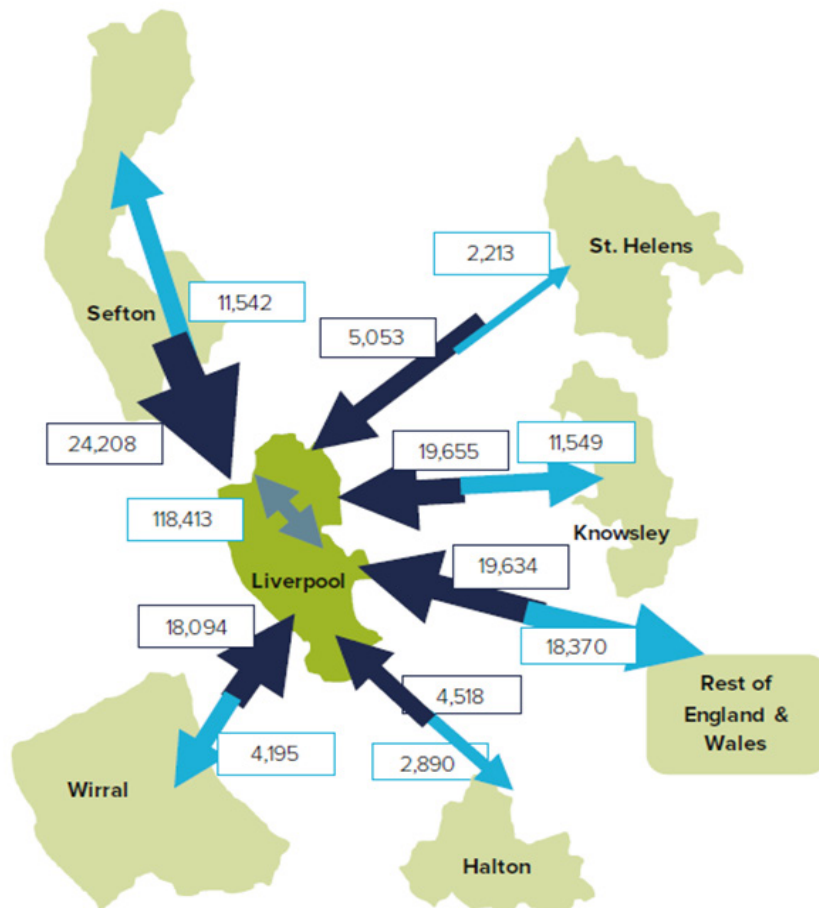 2,213
St. Helens
11,542
Sefton
5,053
24,208
19,655
11,549
118,413
Knowsley
19,634
Liverpool
18,094
18,370
4,518
Rest of
England &
Wales
4,195
2,890
Wirral
Halton